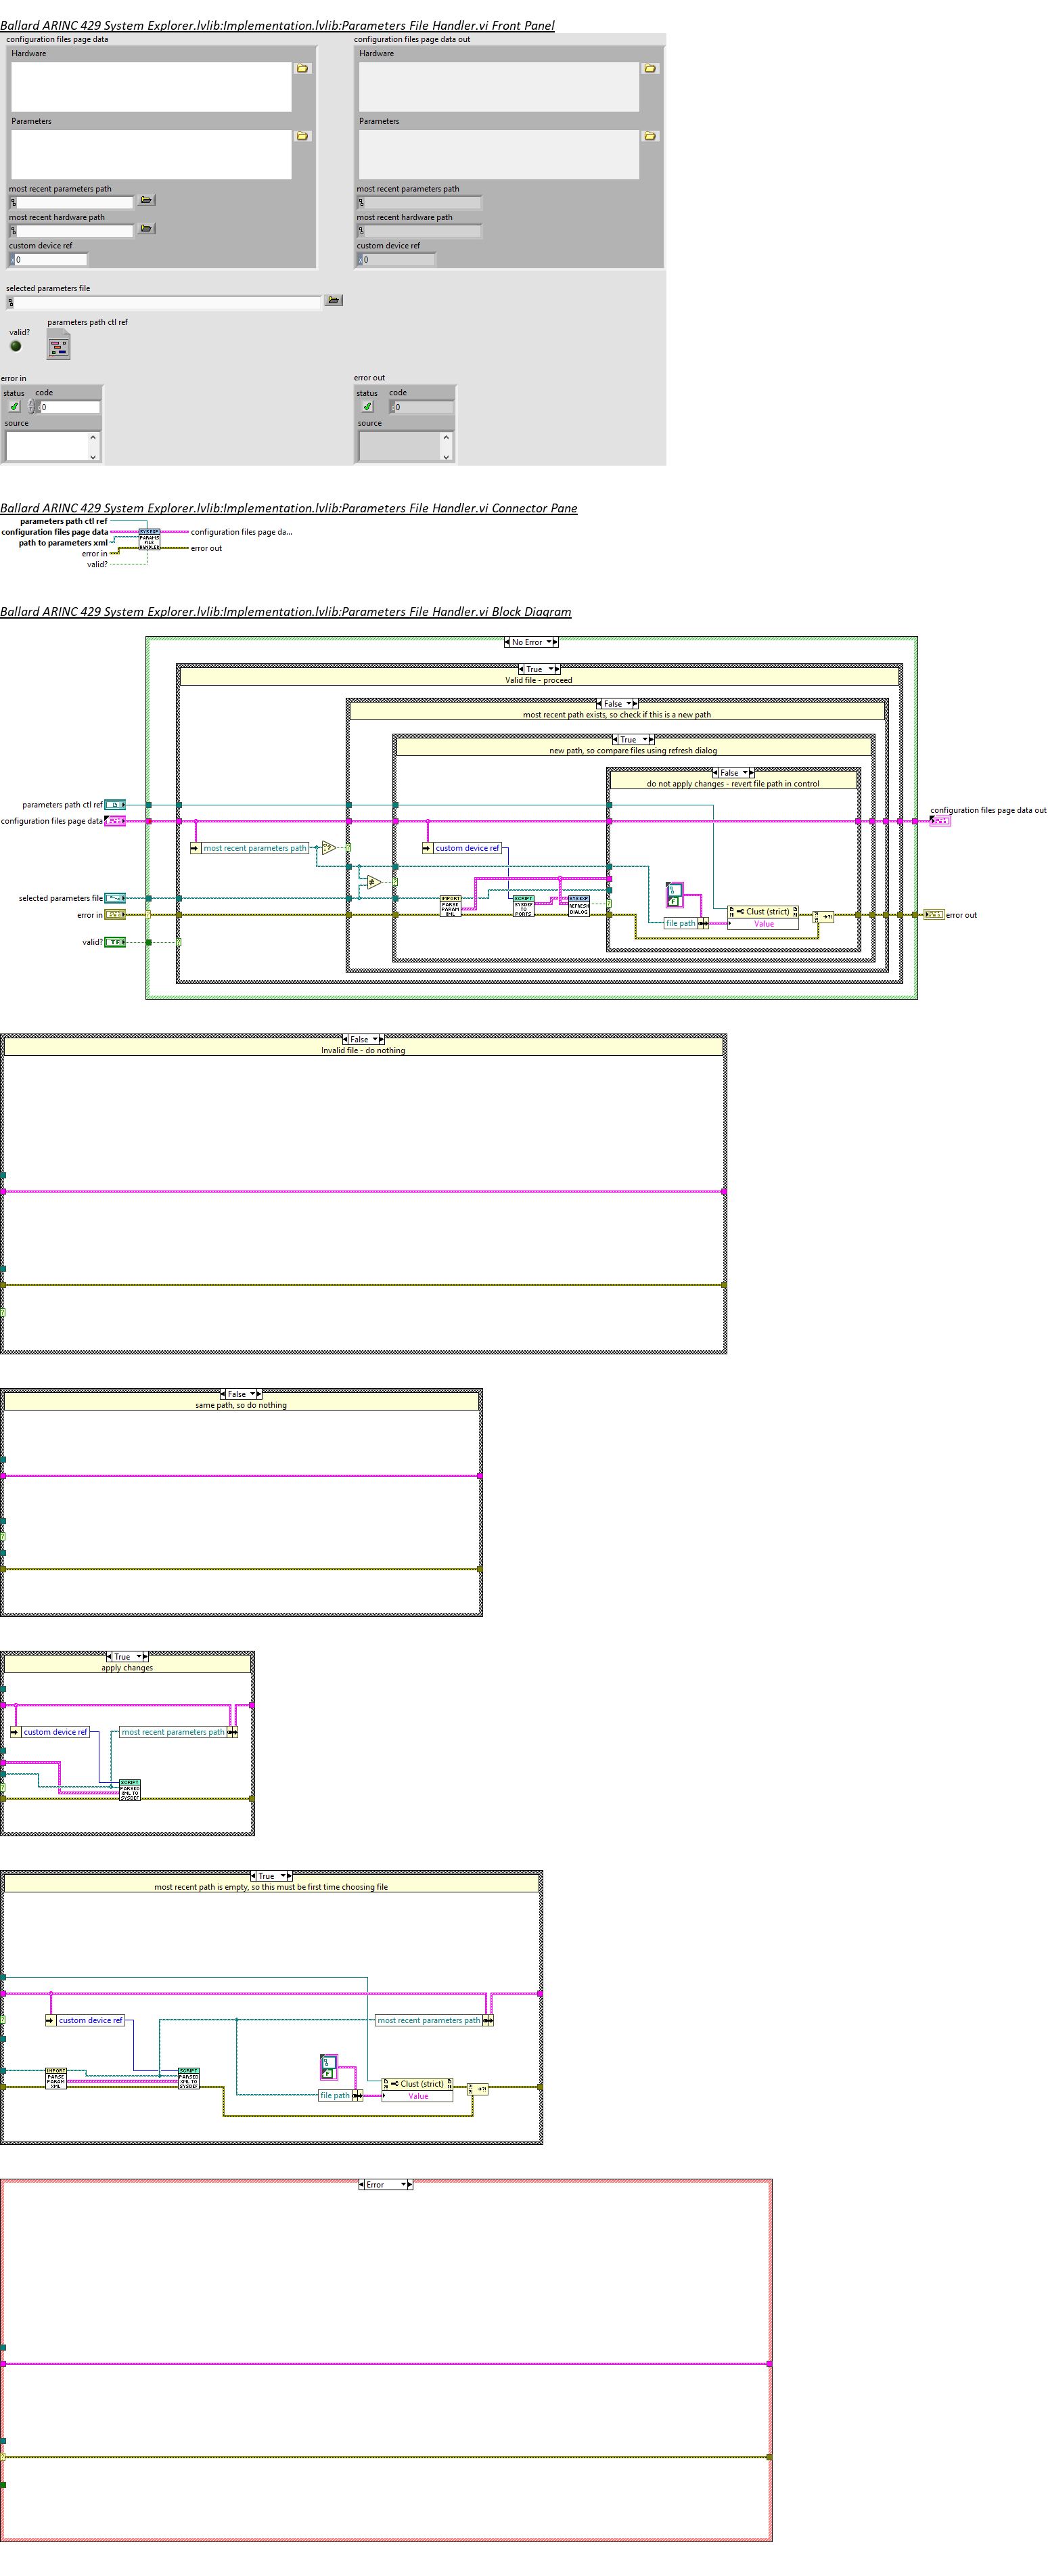 Ballard ARINC 429 System Explorer.lvlib:Implementation.lvlib:Parameters File Handler.vi Front Panel
configuration files page data
configuration files page data out
Hardware
Hardware
Parameters
Parameters
most recent parameters path
most recent parameters path
most recent hardware path
most recent hardware path
custom device ref
custom device ref
0
0
selected parameters file
valid?
parameters path ctl ref
error in
error out
status
code
status
code
0
0
source
source
Ballard ARINC 429 System Explorer.lvlib:Implementation.lvlib:Parameters File Handler.vi Connector Pane
parameters path ctl ref
configuration files page data
configuration files page da...
path to parameters xml
error in
error out
valid?
SYSEXP
PARAMS
FILE
HANDLER
Ballard ARINC 429 System Explorer.lvlib:Implementation.lvlib:Parameters File Handler.vi Block Diagram
No Error
True
Valid file - proceed
False
most recent path exists, so check if this is a new path
True
new path, so compare files using refresh dialog
False
do not apply changes - revert file path in control
parameters path ctl ref
configuration files page data
configuration files page data out
most recent parameters path
custom device ref
selected parameters file
error in
valid?
TF
IMPORT
PARSE
PARAM
XML
SCRIPT
SYSDEF
TO
PORTS
SYSEXP
REFRESH
DIALOG
file path
Clust (strict)
Value
error out
False
Invalid file - do nothing
False
same path, so do nothing
True
apply changes
custom device ref
most recent parameters path
SCRIPT
PARSED
XML TO
SYSDEF
True
most recent path is empty, so this must be first time choosing file
custom device ref
most recent parameters path
IMPORT
PARSE
PARAM
XML
SCRIPT
PARSED
XML TO
SYSDEF
file path
Clust (strict)
Value
Error